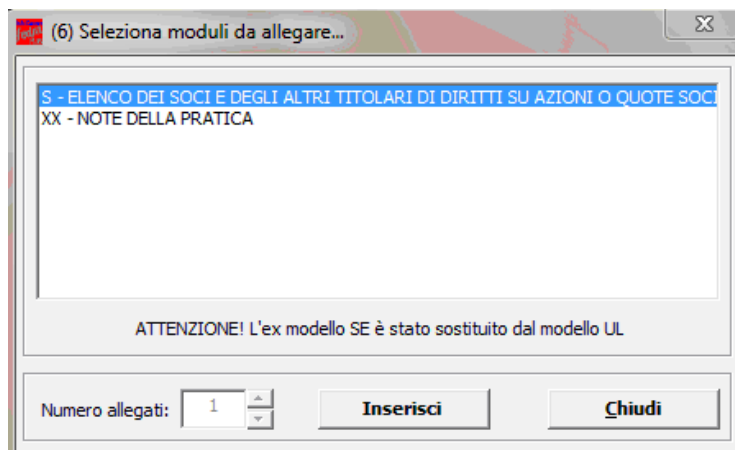 (6) Seleziona moduli da allegare...
S - ELENCO DEI SOCI E DEGLI ALTRI TITOLARI DI DIRITTI SU AZIONI O QUOTE SOCI
XX - NOTE DELLA PRATICA
ATTENZIONE! L'ex modello SE è stato sostituito dal modello UL
Numero allegati: 1 Inserisci Chiudi